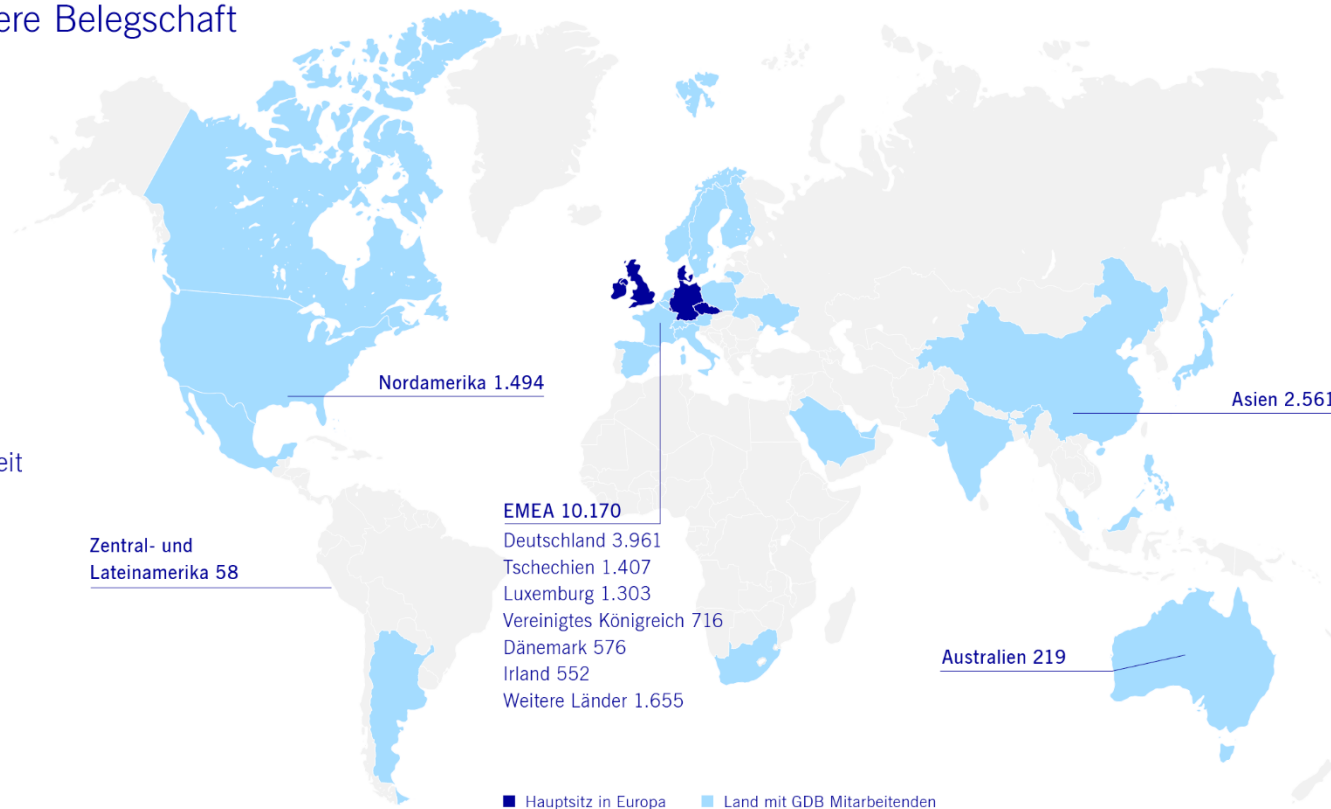 ere Belegschaft
Nordamerika 1.494
Asien 2.561
eit
EMEA 10.170
Deutschland 3.961
Tschechien 1.407
Luxemburg 1.303
Vereinigtes Königreich 716
Dänemark 576
Irland 552
Weitere Länder 1.655
Zentral- und
Lateinamerika 58
Australien 219
Hauptsitz in Europa
Land mit GDB Mitarbeitenden